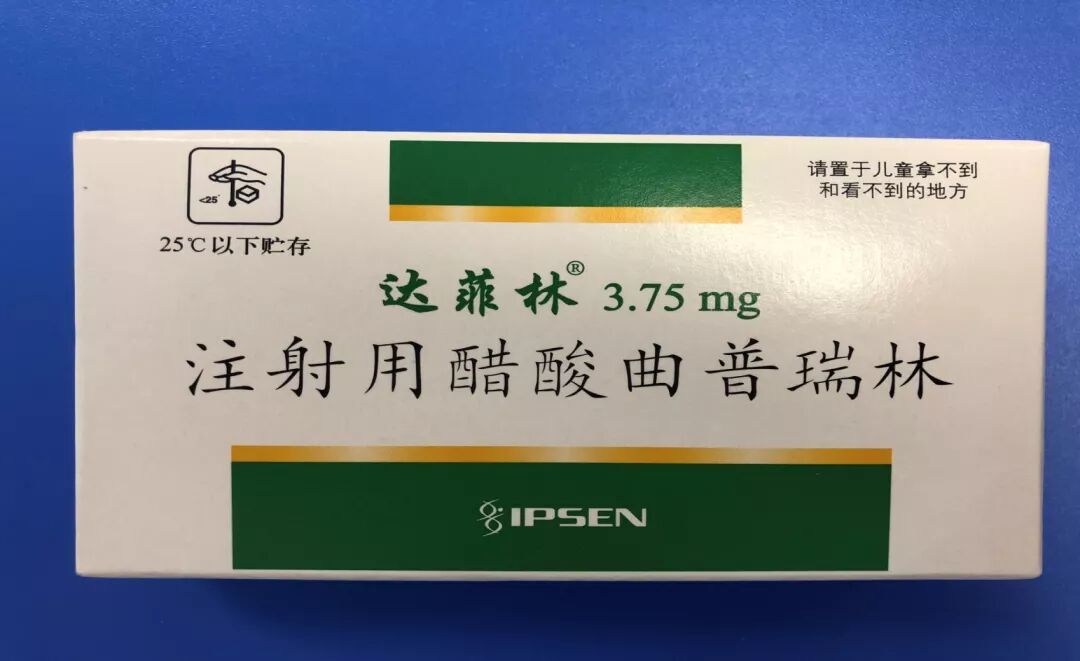 <25°
25℃以下贮存
请置于儿童拿不到
和看不到的地方
达菲林® 3.75 mg
注射用醋酸曲普瑞林
IPSEN